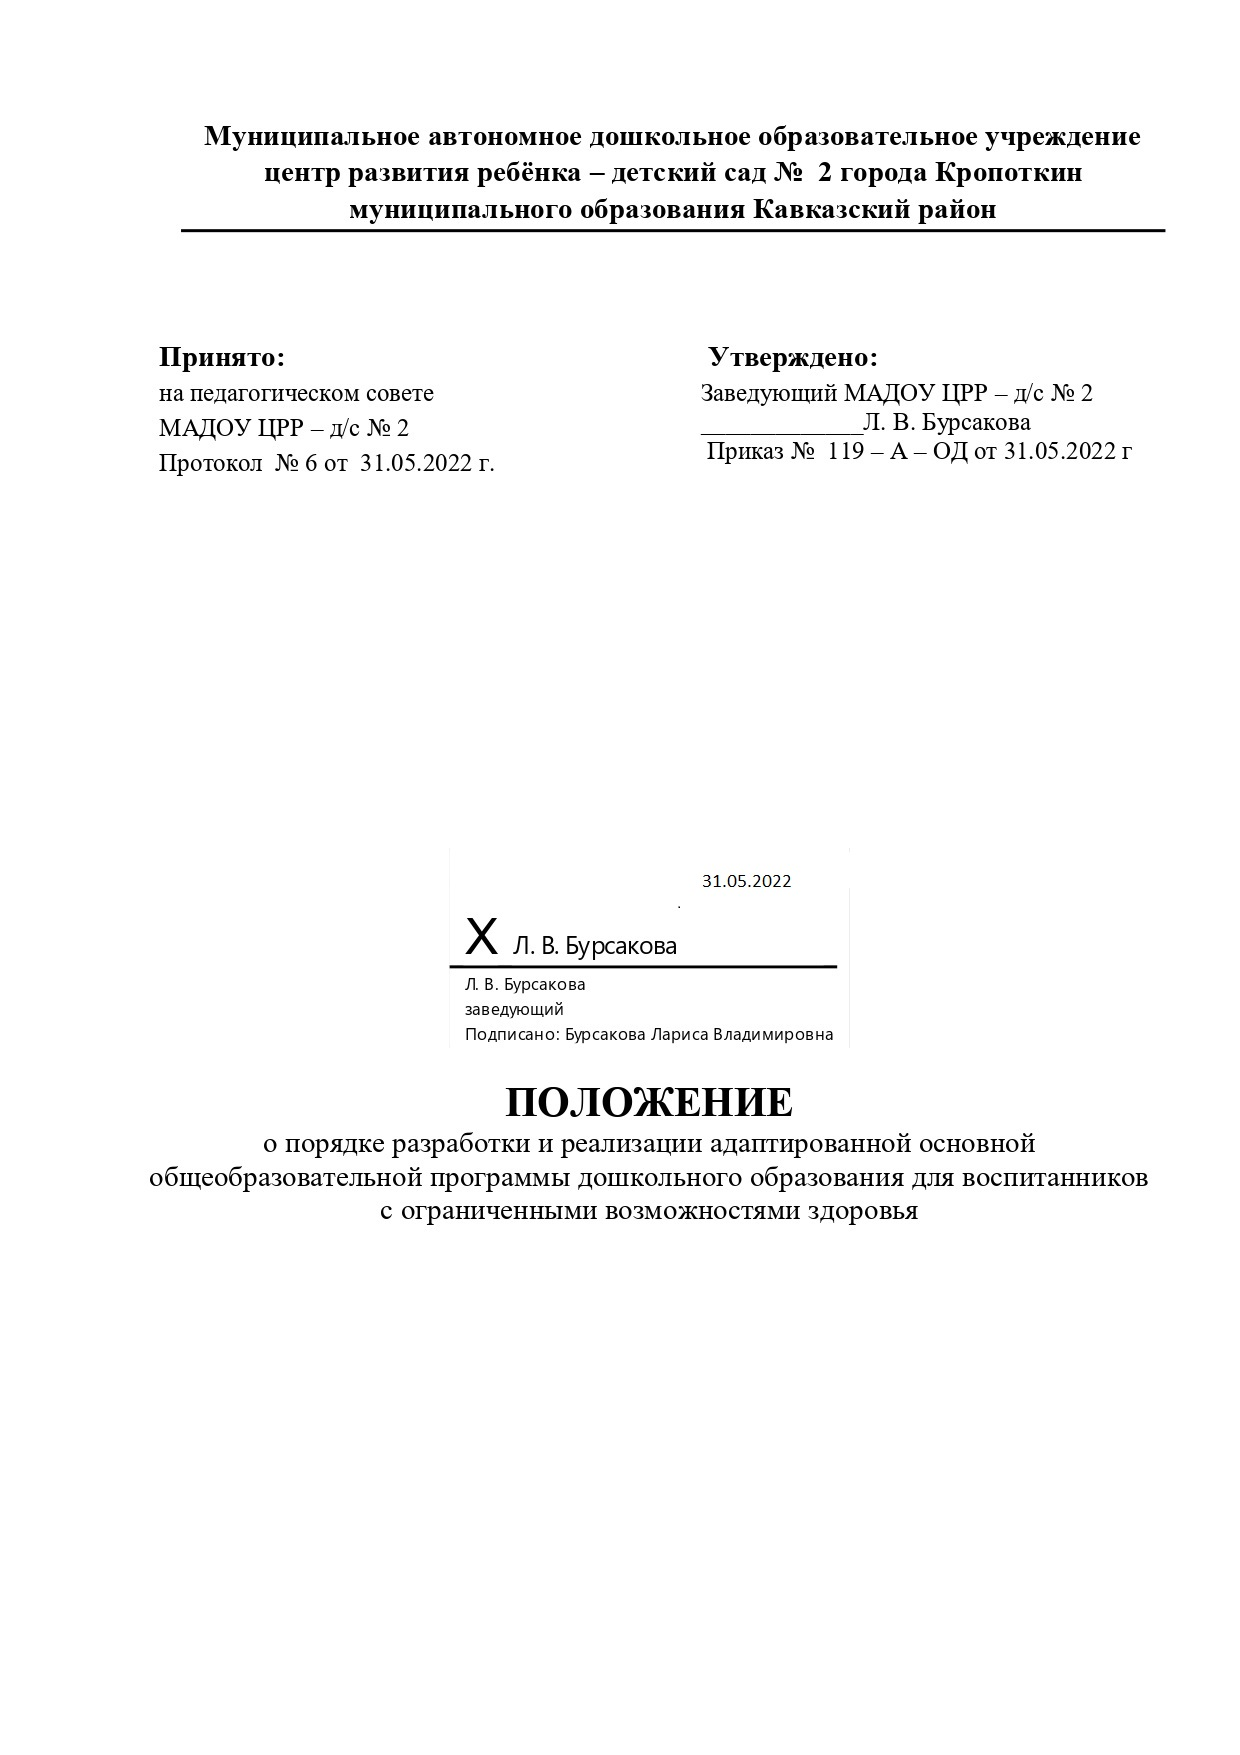 Муниципальное автономное дошкольное образовательное учреждение
центр развития ребёнка – детский сад № 2 города Кропоткин
муниципального образования Кавказский район
Принято:
на педагогическом совете
МАДОУ ЦРР – д/с № 2
Протокол № 6 от 31.05.2022 г.
Утверждено:
Заведующий МАДОУ ЦРР – д/с № 2
_____________Л. В. Бурсакова
Приказ № 119 – А – ОД от 31.05.2022 г
31.05.2022
.
X Л. В. Бурсакова
Л. В. Бурсакова
заведующий
Подписано: Бурсакова Лариса Владимировна
ПОЛОЖЕНИЕ
о порядке разработки и реализации адаптированной основной
общеобразовательной программы дошкольного образования для воспитанников
с ограниченными возможностями здоровья